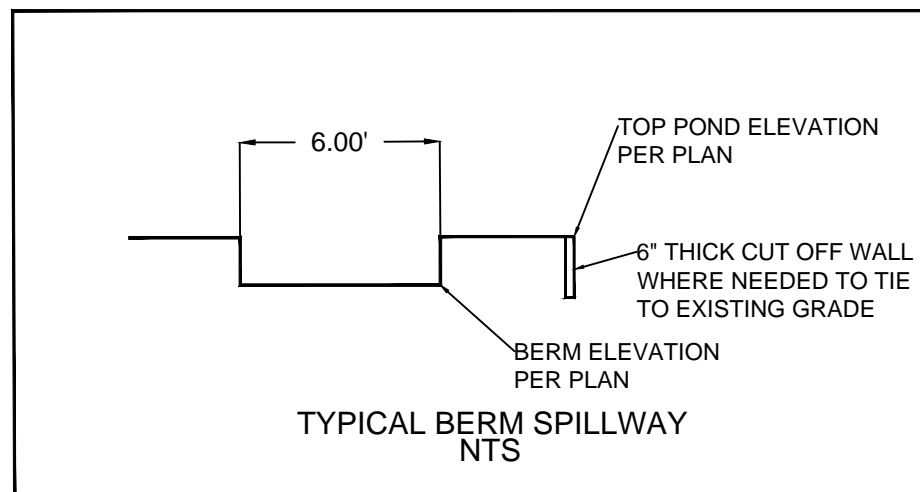 6.00'
TOP POND ELEVATION
PER PLAN
6" THICK CUT OFF WALL
WHERE NEEDED TO TIE
TO EXISTING GRADE
BERM ELEVATION
PER PLAN
TYPICAL BERM SPILLWAY
NTS